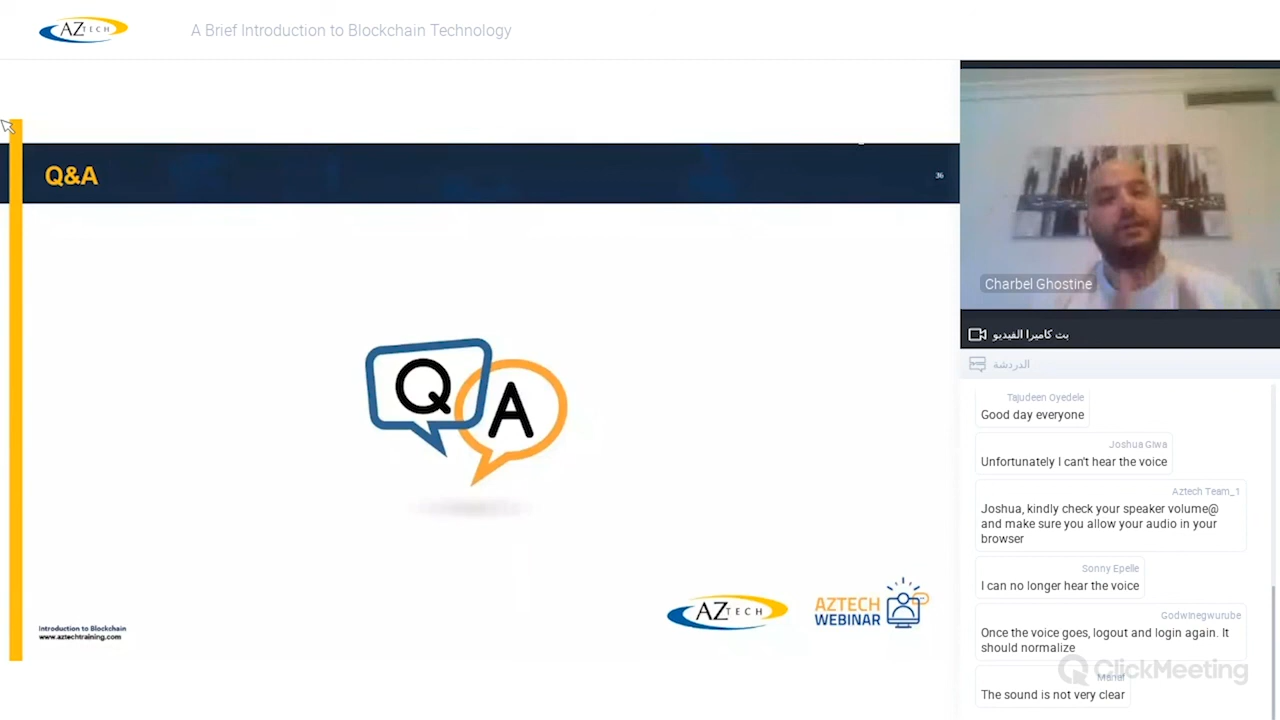 AZTECH
A Brief Introduction to Blockchain Technology
Q&A
36
Q
A
AZTECH
AZTECH
WEBINAR
Introduction to Blockchain
www.aztechtraining.com
Charbel Ghostine
بث كاميرا الفيديو
الدردشة
Tajudeen Oyedele
Good day everyone
Joshua Giwa
Unfortunately I can't hear the voice
Aztech Team_1
Joshua, kindly check your speaker volume@
and make sure you allow your audio in your
browser
Sonny Epelle
I can no longer hear the voice
Godwinegwurube
Once the voice goes, logout and login again. It
should normalize
The sound is not very clear
ClickMeeting